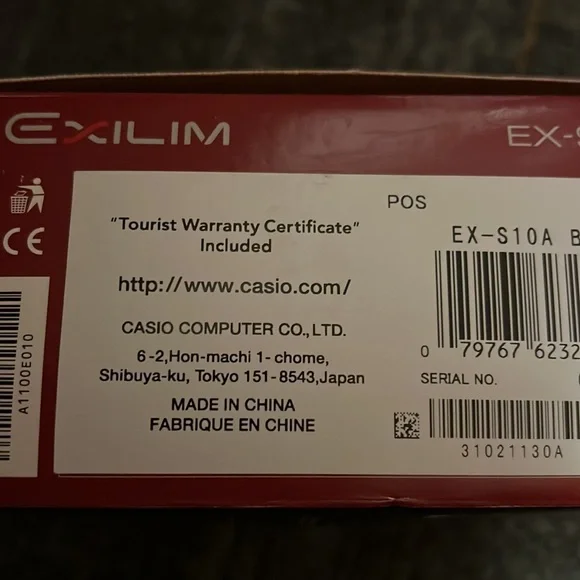 EXILIM
EX-S
"Tourist Warranty Certificate"
Included
http://www.casio.com/
CASIO COMPUTER CO.,LTD.
6-2,Hon-machi 1- chome,
Shibuya-ku, Tokyo 151-8543,Japan
MADE IN CHINA
FABRIQUE EN CHINE
POS
EX-S10A B
0 79767 6232
SERIAL NO.
31021130A
CE
A1100E010